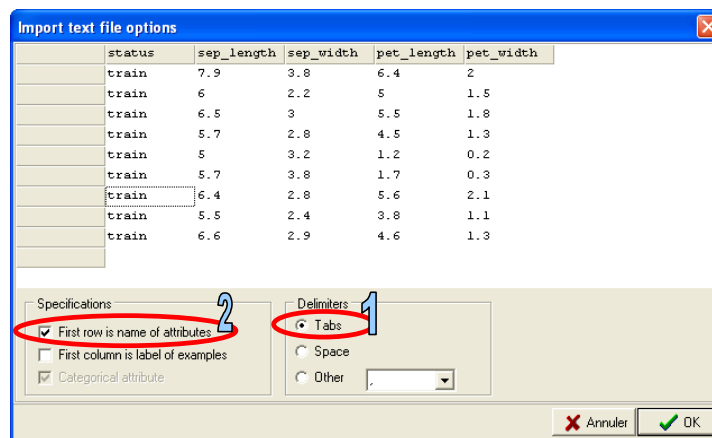 Import text file options
status sep_length sep_width pet_length pet_width
train 7.9 3.8 6.4 2
train 6 2.2 5 1.5
train 6.5 3 5.5 1.8
train 5.7 2.8 4.5 1.3
train 5 3.2 1.2 0.2
train 5.7 3.8 1.7 0.3
train 6.4 2.8 5.6 2.1
train 5.5 2.4 3.8 1.1
train 6.6 2.9 4.6 1.3
Specifications
2
First row is name of attributes
First column is label of examples
Categorical attribute
Delimiters
1
Tabs
Space
Other ,
Annuler OK